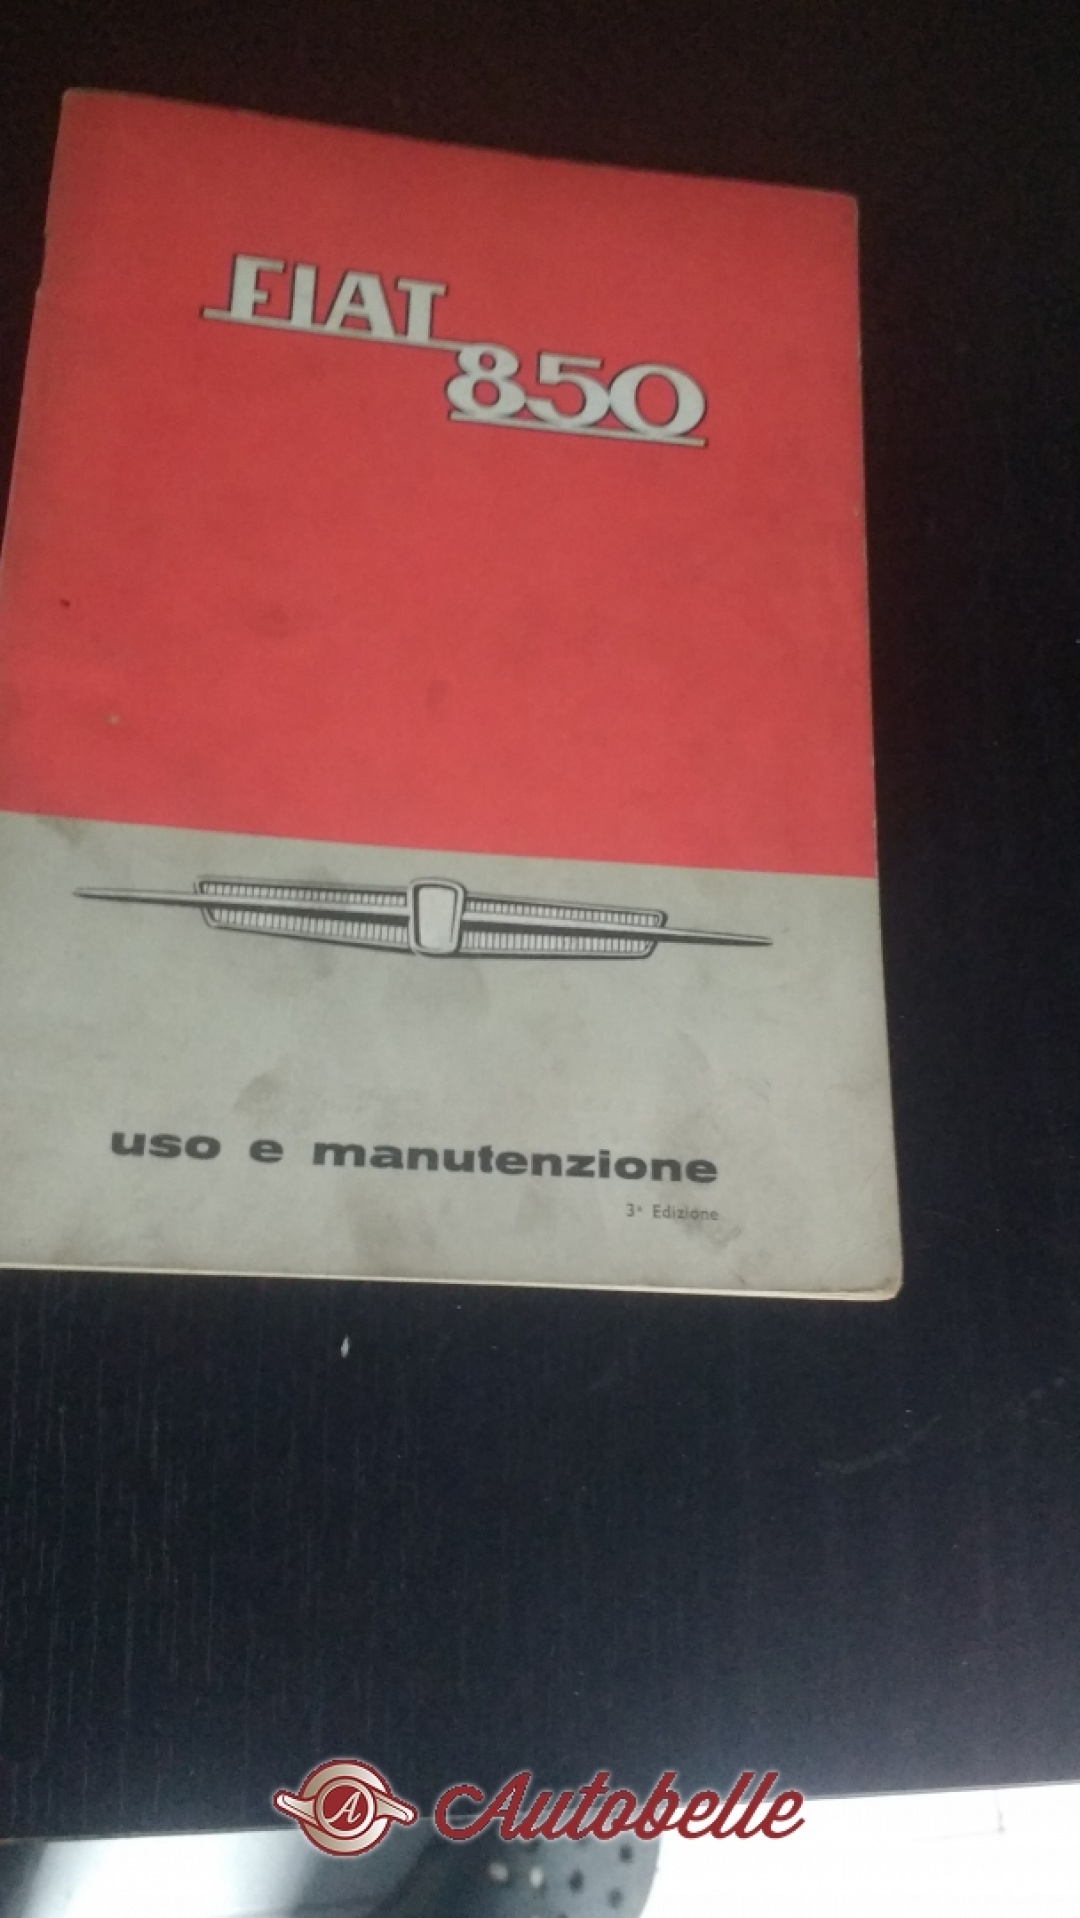 FIAT
850
uso e manutenzione
3ª Edizione
A Autobelle